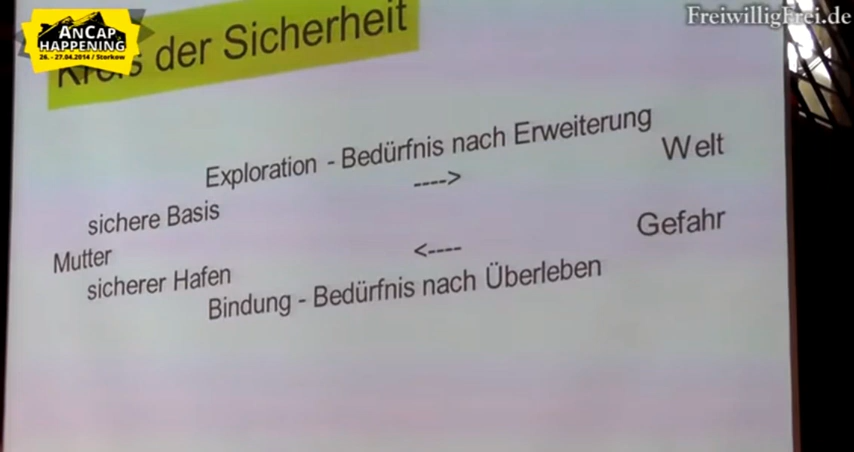 FreiwilligFrei.de
ANCAP
HAPPENING
26. - 27.04.2014 / Storkow
Kreis der Sicherheit
Exploration - Bedürfnis nach Erweiterung
---->
Welt
sichere Basis
Mutter
<----
Gefahr
sicherer Hafen
Bindung - Bedürfnis nach Überleben